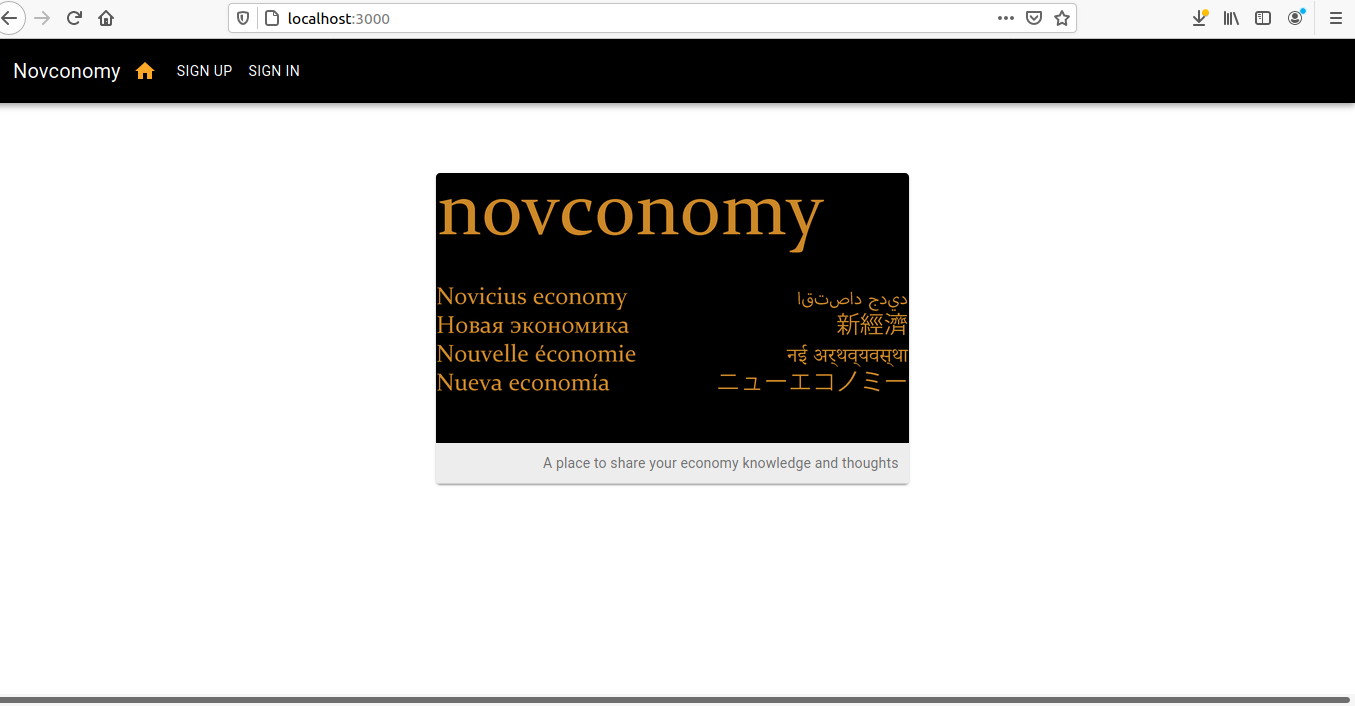 localhost:3000
Novconomy SIGN UP SIGN IN
novconomy
Novicius economy
Новая экономика
Nouvelle économie
Nueva economía
ديدج داصتقا
新經濟
नई अर्‌थव्‌यवस्‌था
ニューエコノミー
A place to share your economy knowledge and thoughts